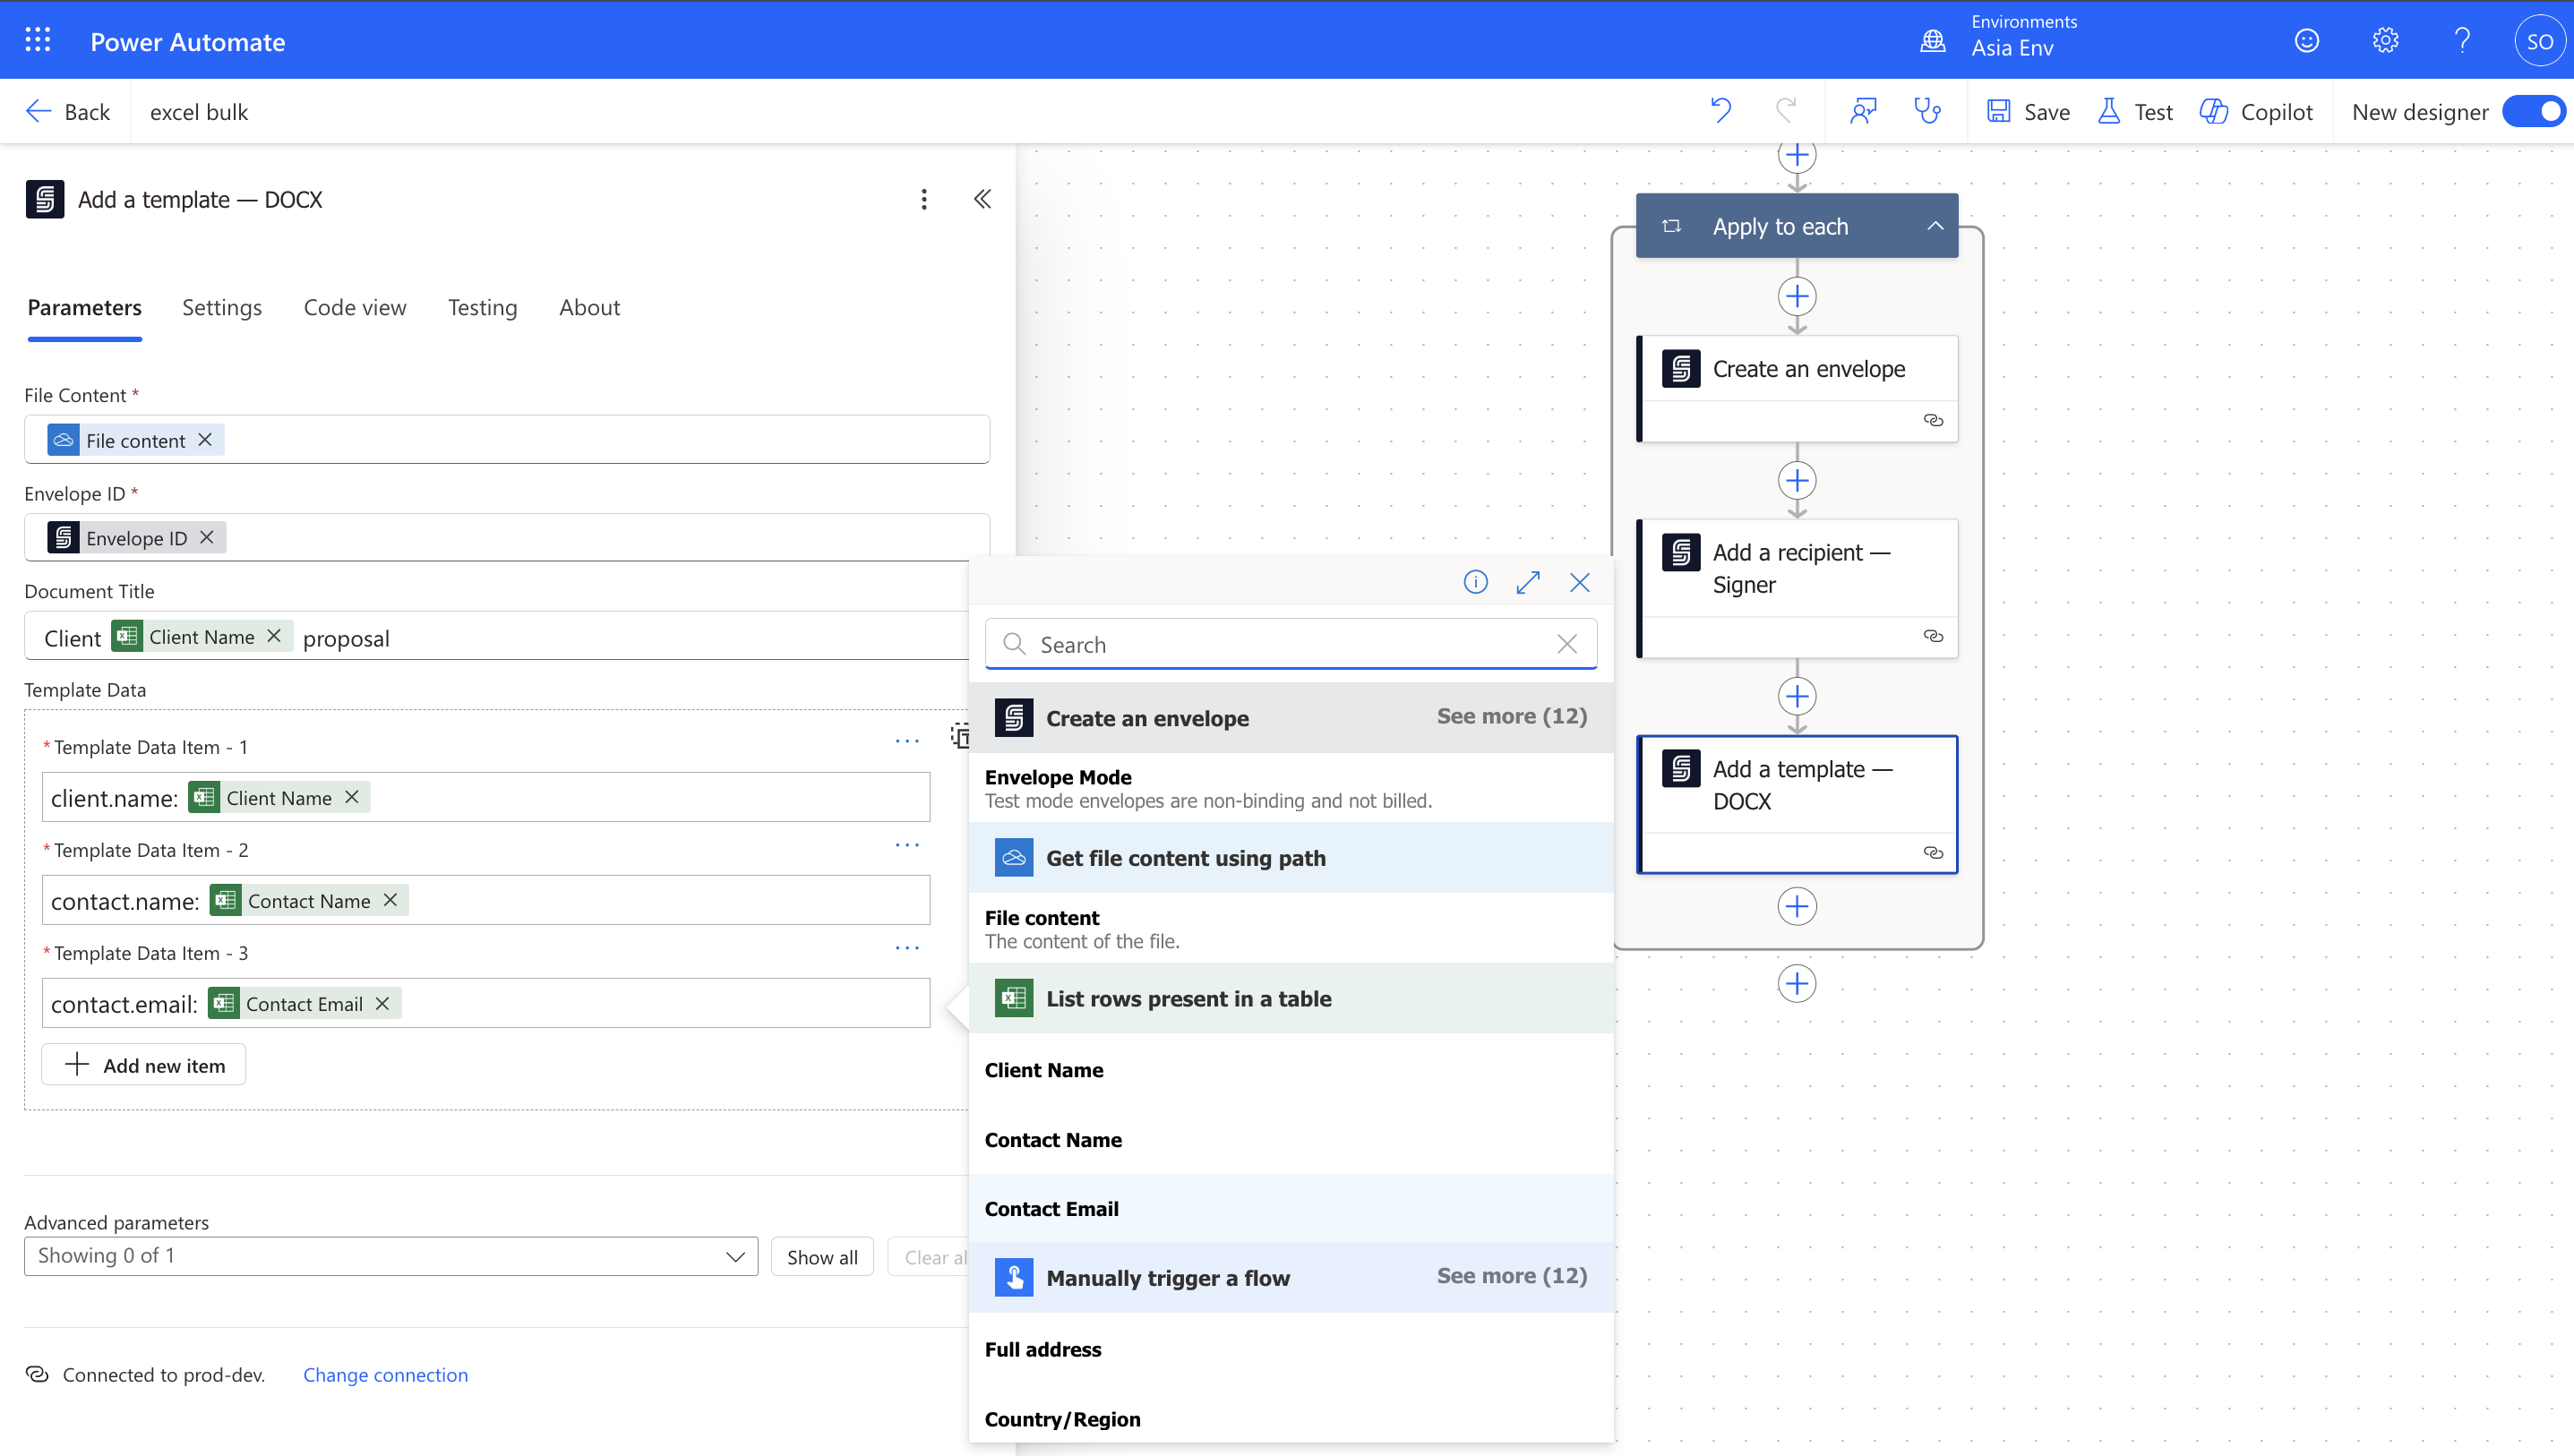 Power Automate
Environments
Asia Env
SO
Back
excel bulk
Save
Test
Copilot
New designer
Add a template — DOCX
Parameters
Settings
Code view
Testing
About
File Content *
File content
Envelope ID *
Envelope ID
Document Title
Client Client Name proposal
Template Data
* Template Data Item - 1
client.name: Client Name
* Template Data Item - 2
contact.name: Contact Name
* Template Data Item - 3
contact.email: Contact Email
Add new item
Advanced parameters
Showing 0 of 1
Show all
Clear al
Connected to prod-dev.
Change connection
Search
Create an envelope
See more (12)
Envelope Mode
Test mode envelopes are non-binding and not billed.
Get file content using path
File content
The content of the file.
List rows present in a table
Client Name
Contact Name
Contact Email
Manually trigger a flow
See more (12)
Full address
Country/Region
Apply to each
Create an envelope
Add a recipient —
Signer
Add a template —
DOCX